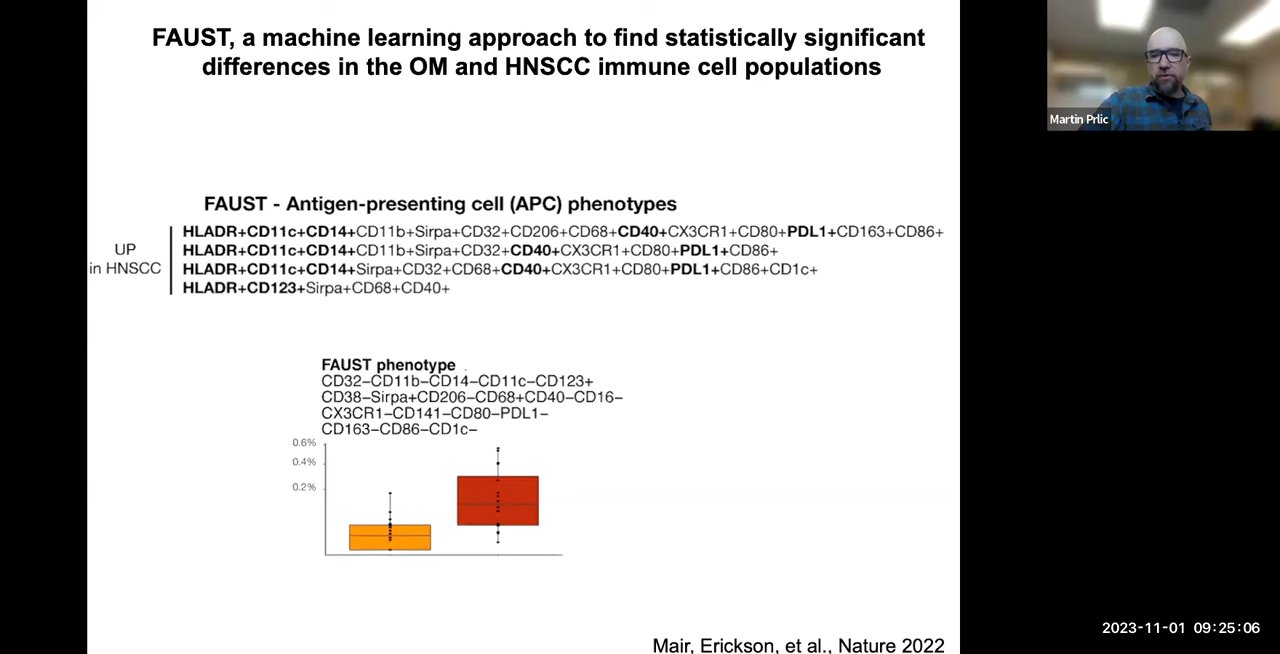 FAUST, a machine learning approach to find statistically significant
differences in the OM and HNSCC immune cell populations
Martin Prlic
FAUST - Antigen-presenting cell (APC) phenotypes
UP
in HNSCC
HLADR+CD11c+CD14+CD11b+Sirpa+CD32+CD206+CD68+CD40+CX3CR1+CD80+PDL1+CD163+CD86+
HLADR+CD11c+CD14+CD11b+Sirpa+CD32+CD40+CX3CR1+CD80+PDL1+CD86+
HLADR+CD11c+CD14+Sirpa+CD32+CD68+CD40+CX3CR1+CD80+PDL1+CD86+CD1c+
HLADR+CD123+Sirpa+CD68+CD40+
FAUST phenotype
CD32–CD11b–CD14–CD11c–CD123+
CD38–Sirpa+CD206–CD68+CD40–CD16–
CX3CR1–CD141–CD80–PDL1–
CD163–CD86–CD1c–
0.6%
0.4%
0.2%
2023-11-01 09:25:06
Mair, Erickson, et al., Nature 2022